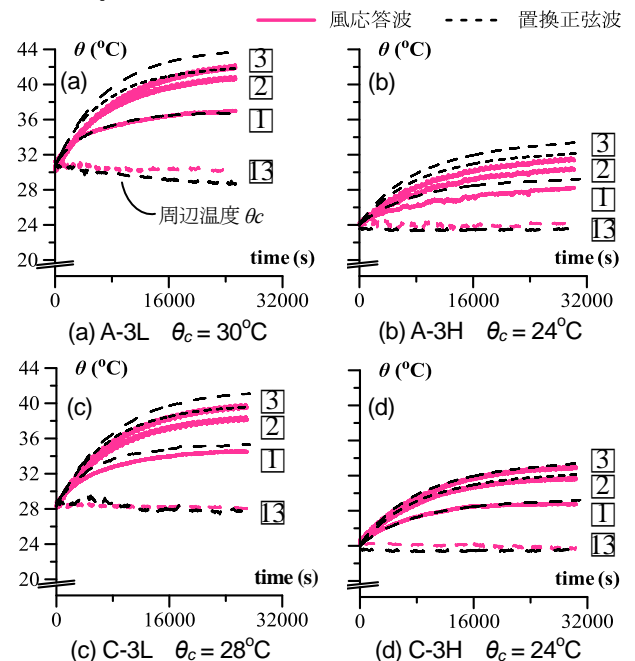 風応答波 置換正弦波
θ (°C) θ (°C)
44
40
36
32
28
24
20
(a) 3 2 1 13
周辺温度 θc
time (s)
0 16000 32000
(b) 3 2 1 13
time (s)
0 16000 32000
(a) A-3L θc = 30°C (b) A-3H θc = 24°C
θ (°C) θ (°C)
44
40
36
32
28
24
20
(c) 3 2 1 13
time (s)
0 16000 32000
(d) 3 2 1 13
time (s)
0 16000 32000
(c) C-3L θc = 28°C (d) C-3H θc = 24°C